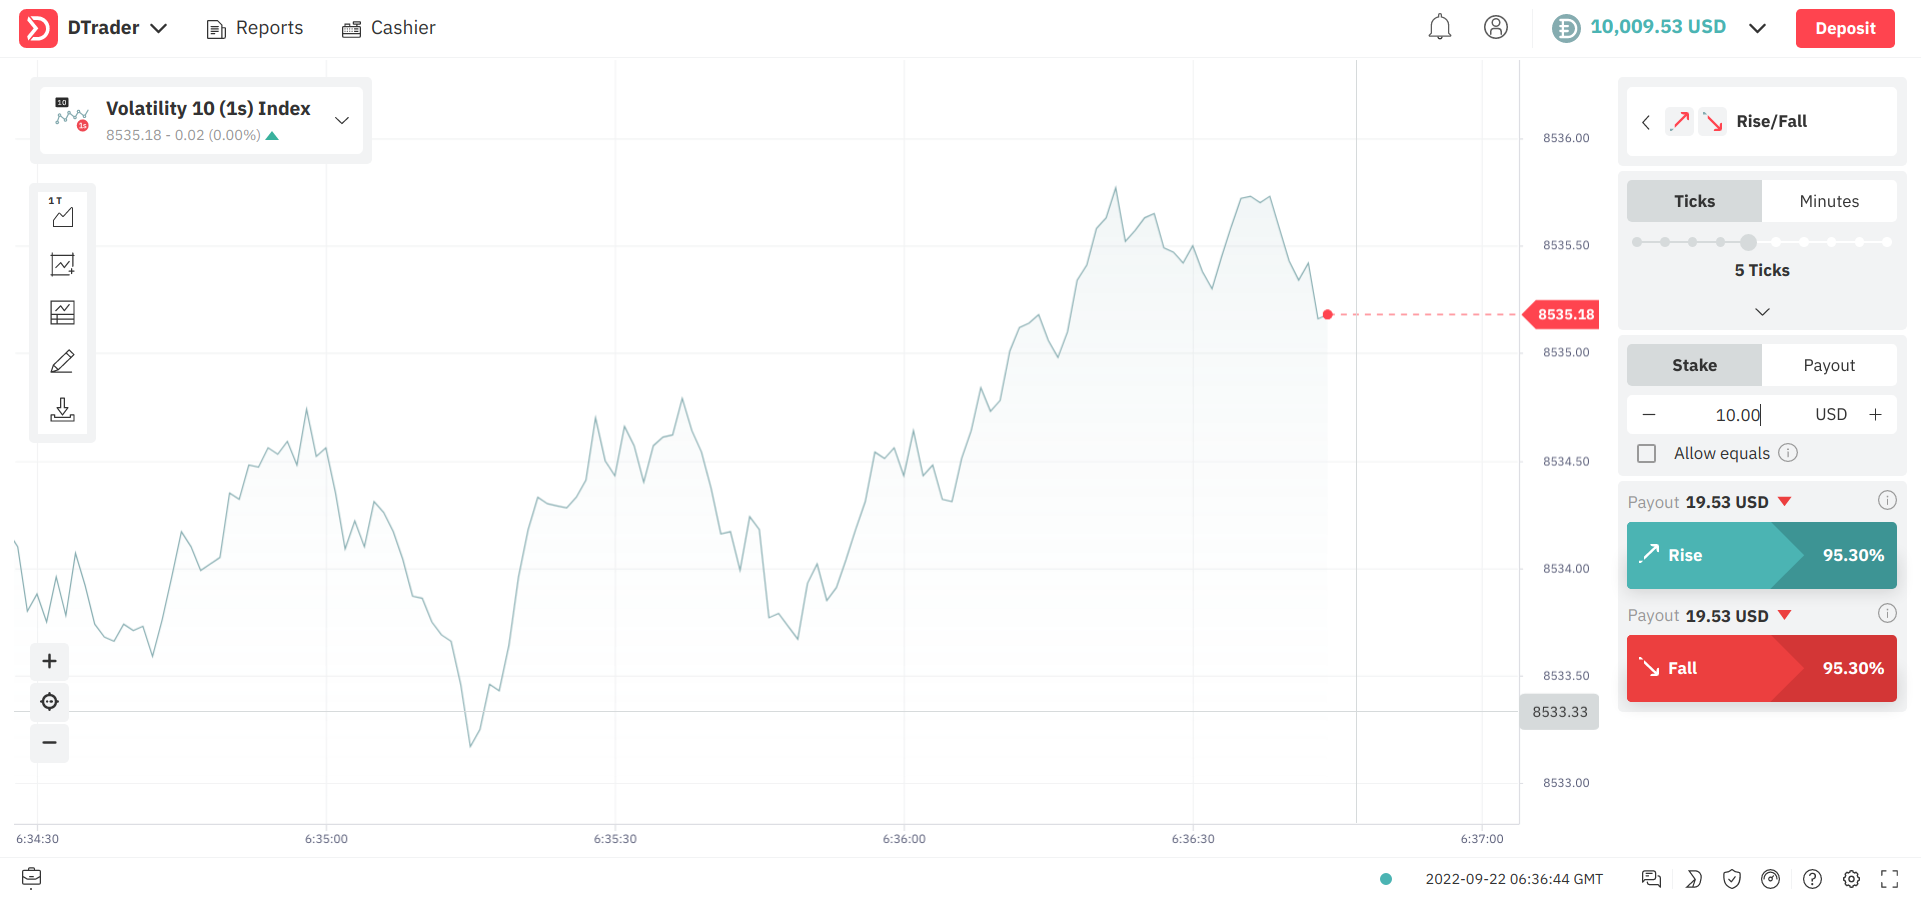 DTrader
Reports
Cashier
10,009.53 USD
Deposit
10
1s
Volatility 10 (1s) Index
8535.18 - 0.02 (0.00%)
1 T
8536.00
8535.50
8535.18
8535.00
8534.50
8534.00
8533.50
8533.33
8533.00
6:34:30
6:35:00
6:35:30
6:36:00
6:36:30
6:37:00
Rise/Fall
Ticks
Minutes
5 Ticks
Stake
Payout
10.00
USD
Allow equals
Payout 19.53 USD
Rise
95.30%
Payout 19.53 USD
Fall
95.30%
2022-09-22 06:36:44 GMT